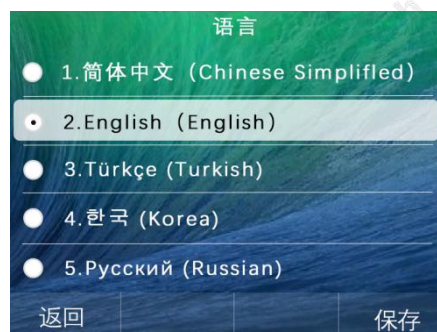 语言
1.简体中文（Chinese Simplifled）
2.English（English）
3.Türkçe (Turkish)
4.한국 (Korea)
5.Русский (Russian)
返回 保存